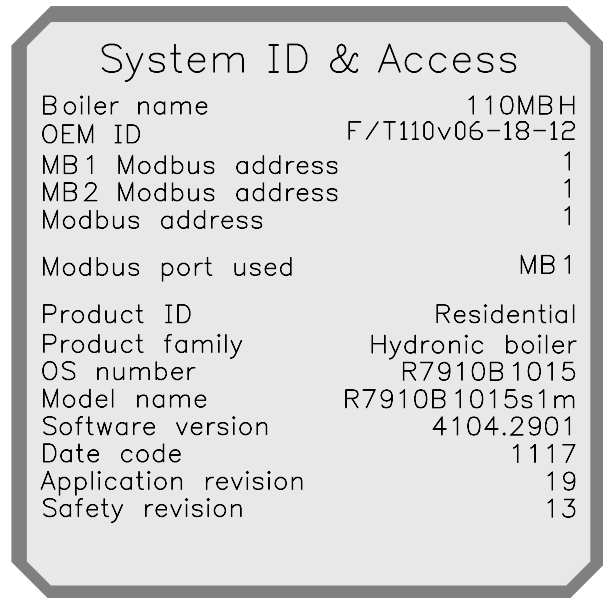 System ID & Access
Boiler name 110MBH
OEM ID F/T110v06-18-12
MB1 Modbus address 1
MB2 Modbus address 1
Modbus address 1
Modbus port used MB1
Product ID Residential
Product family Hydronic boiler
OS number R7910B1015
Model name R7910B1015s1m
Software version 4104.2901
Date code 1117
Application revision 19
Safety revision 13